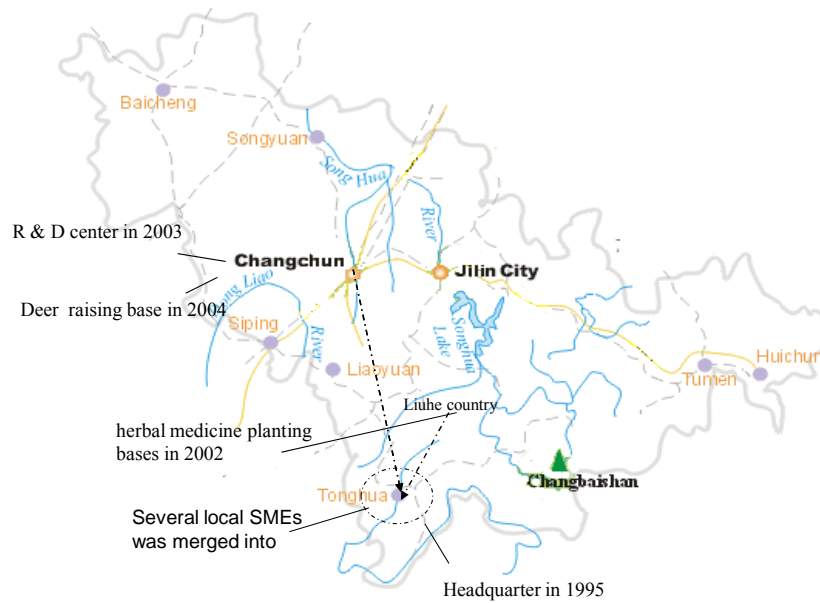 Baicheng
Songyuan
Song Hua
River
R & D center in 2003
Changchun
Jilin City
Liao
Deer raising base in 2004
Siping
River
Songhua
Lake
Liaoyuan
Huichun
Tumen
Liuhe country
herbal medicine planting
bases in 2002
Changbaishan
Tonghua
Several local SMEs
was merged into
Headquarter in 1995